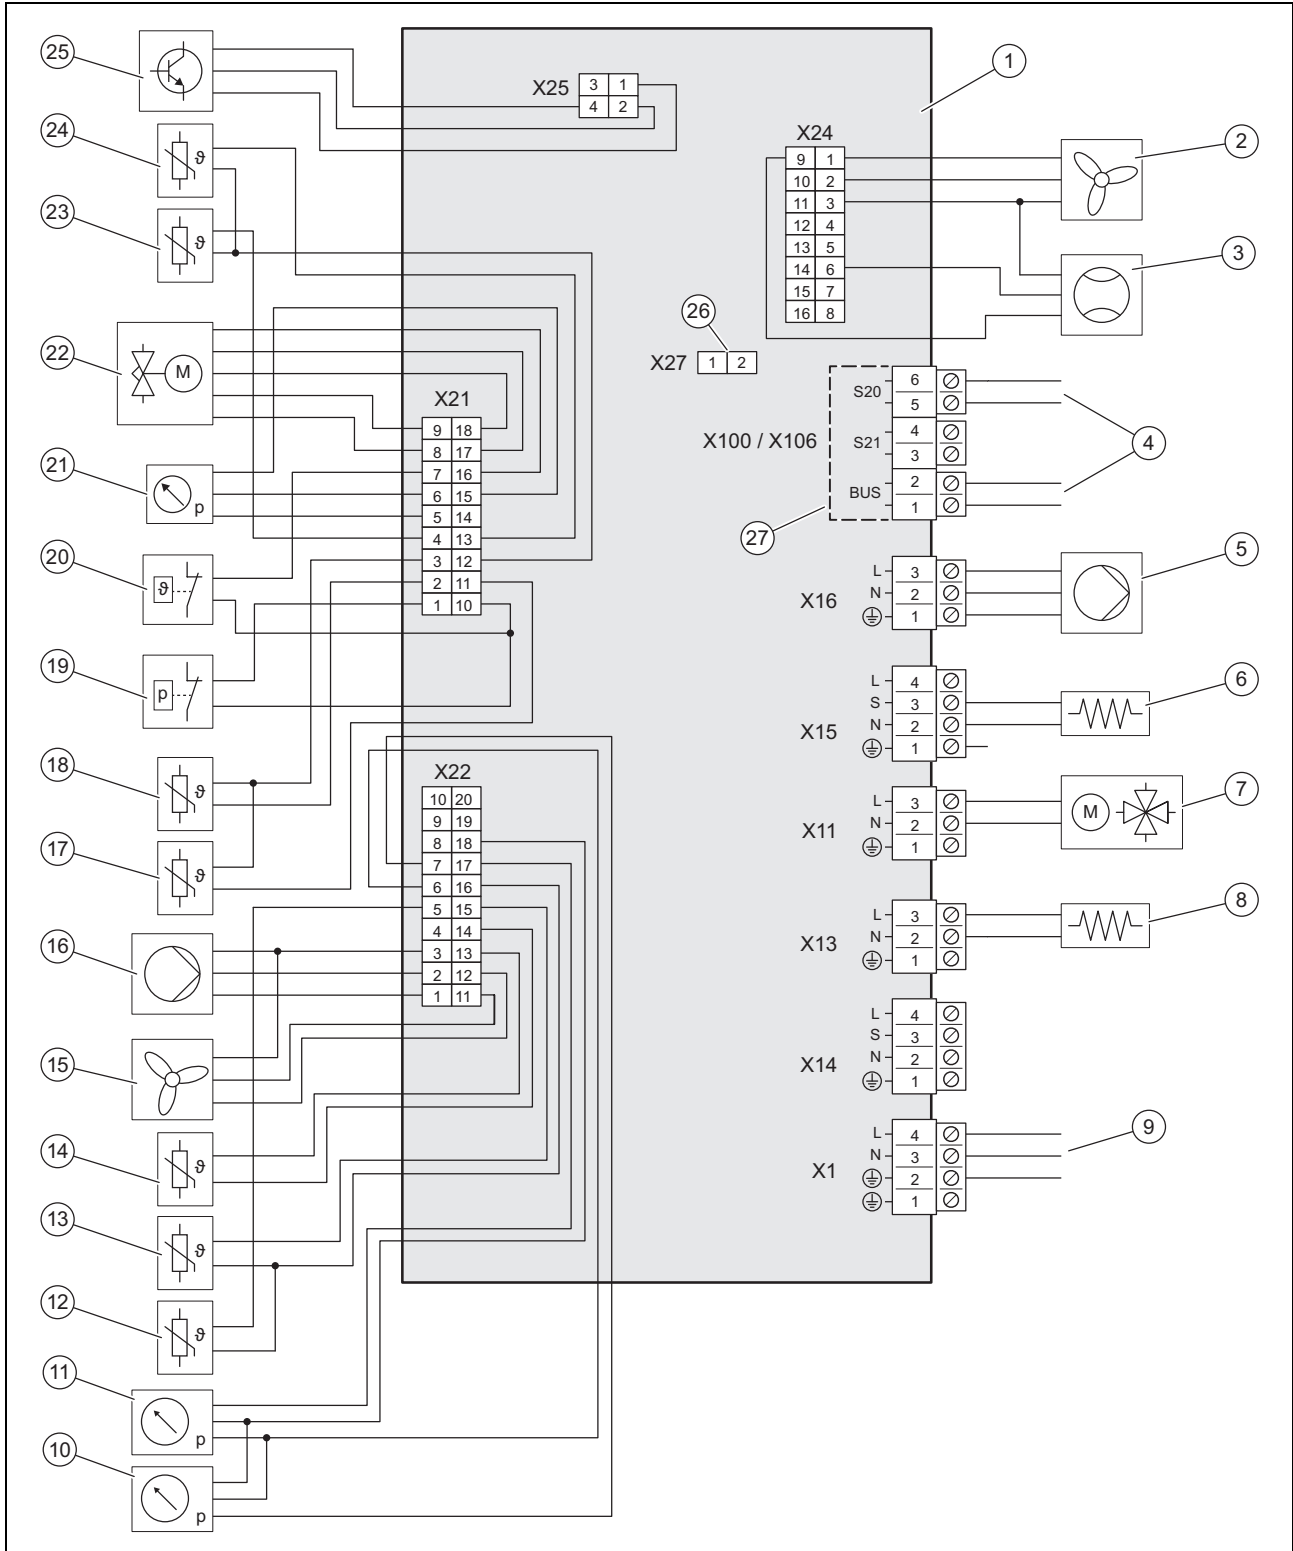 25
24
23
22
M
21
p
20
ϑ
19
p
18
ϑ
17
ϑ
16
15
14
ϑ
13
ϑ
12
ϑ
11
p
10
p
ϑ
ϑ
X25
3 1
4 2
1
X24
9 1
10 2
11 3
12 4
13 5
14 6
15 7
16 8
2
3
26
X27 1 2
X21
9 18
8 17
7 16
6 15
5 14
4 13
3 12
2 11
1 10
X22
10 20
9 19
8 18
7 17
6 16
5 15
4 14
3 13
2 12
1 11
X100 / X106
S20
6
5
S21
4
3
BUS
2
1
4
27
X16
L 3
N 2
1
5
X15
L 4
S 3
N 2
1
6
X11
L 3
N 2
1
M
7
X13
L 3
N 2
1
8
X14
L 4
S 3
N 2
1
X1
L 4
N 3
2
1
9